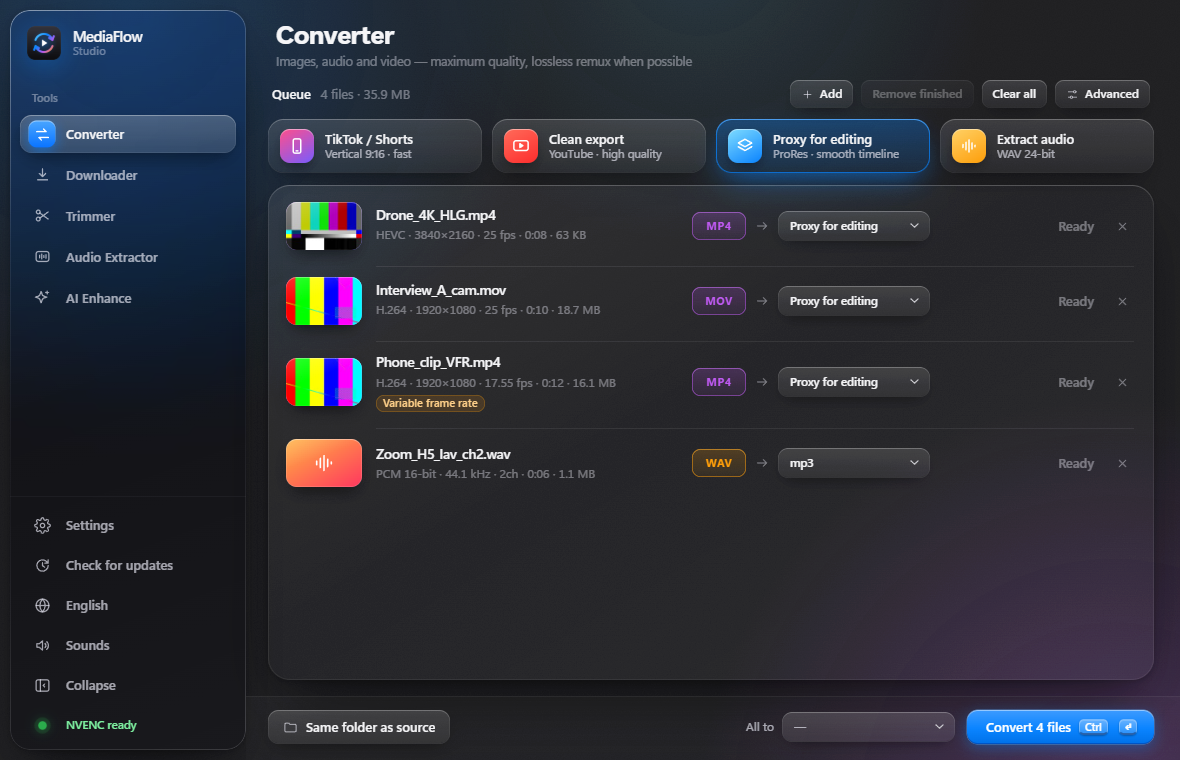 MediaFlow
Studio
Tools
Converter
Downloader
Trimmer
Audio Extractor
AI Enhance
Settings
Check for updates
English
Sounds
Collapse
NVENC ready
Converter
Images, audio and video — maximum quality, lossless remux when possible
Queue 4 files · 35.9 MB
+ Add
Remove finished
Clear all
Advanced
TikTok / Shorts
Vertical 9:16 · fast
Clean export
YouTube · high quality
Proxy for editing
ProRes · smooth timeline
Extract audio
WAV 24-bit
Drone_4K_HLG.mp4
HEVC · 3840×2160 · 25 fps · 0:08 · 63 KB
MP4 → Proxy for editing
Ready ×
Interview_A_cam.mov
H.264 · 1920×1080 · 25 fps · 0:10 · 18.7 MB
MOV → Proxy for editing
Ready ×
Phone_clip_VFR.mp4
H.264 · 1920×1080 · 17.55 fps · 0:12 · 16.1 MB
Variable frame rate
MP4 → Proxy for editing
Ready ×
Zoom_H5_lav_ch2.wav
PCM 16-bit · 44.1 kHz · 2ch · 0:06 · 1.1 MB
WAV → mp3
Ready ×
Same folder as source
All to —
Convert 4 files Ctrl ⏎